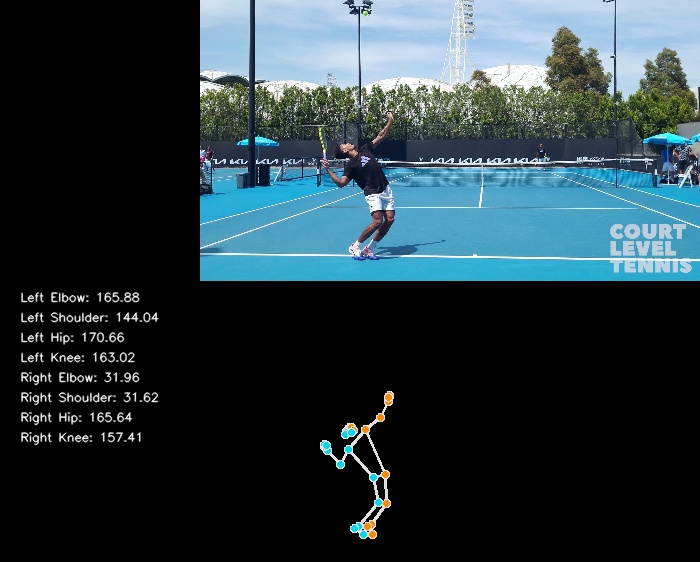 COURT
LEVEL
TENNIS
Left Elbow: 165.88
Left Shoulder: 144.04
Left Hip: 170.66
Left Knee: 163.02
Right Elbow: 31.96
Right Shoulder: 31.62
Right Hip: 165.64
Right Knee: 157.41